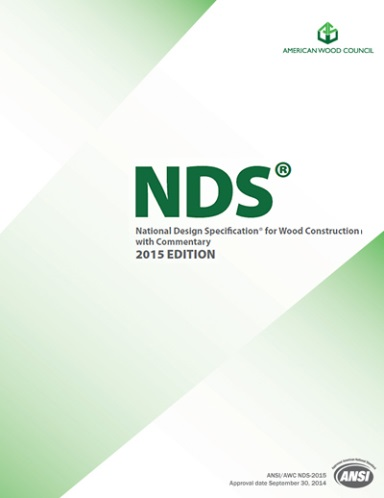 AMERICAN WOOD COUNCIL
NDS®
National Design Specification® for Wood Construction
with Commentary
2015 EDITION
ANSI/AWC NDS-2015
Approval date September 30, 2014
ANSI